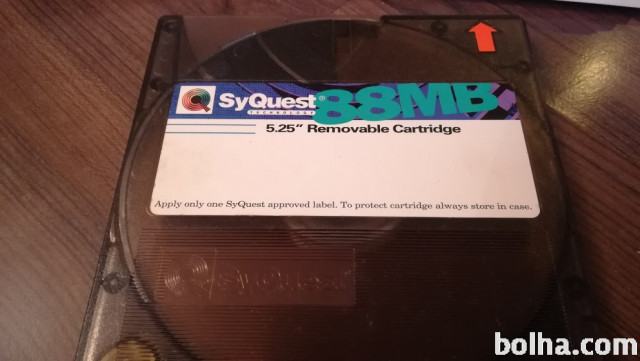 SyQuest® 88MB
TECHNOLOGY
5.25" Removable Cartridge
Apply only one SyQuest approved label. To protect cartridge always store in case.
SyQuest
bolha.com